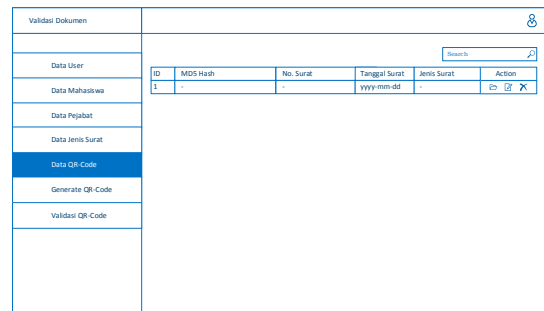 Validasi Dokumen
Search
Data User
Data Mahasiswa
Data Pejabat
Data Jenis Surat
Data QR-Code
Generate QR-Code
Validasi QR-Code
ID MD5 Hash No. Surat Tanggal Surat Jenis Surat Action
1 - - yyyy-mm-dd -